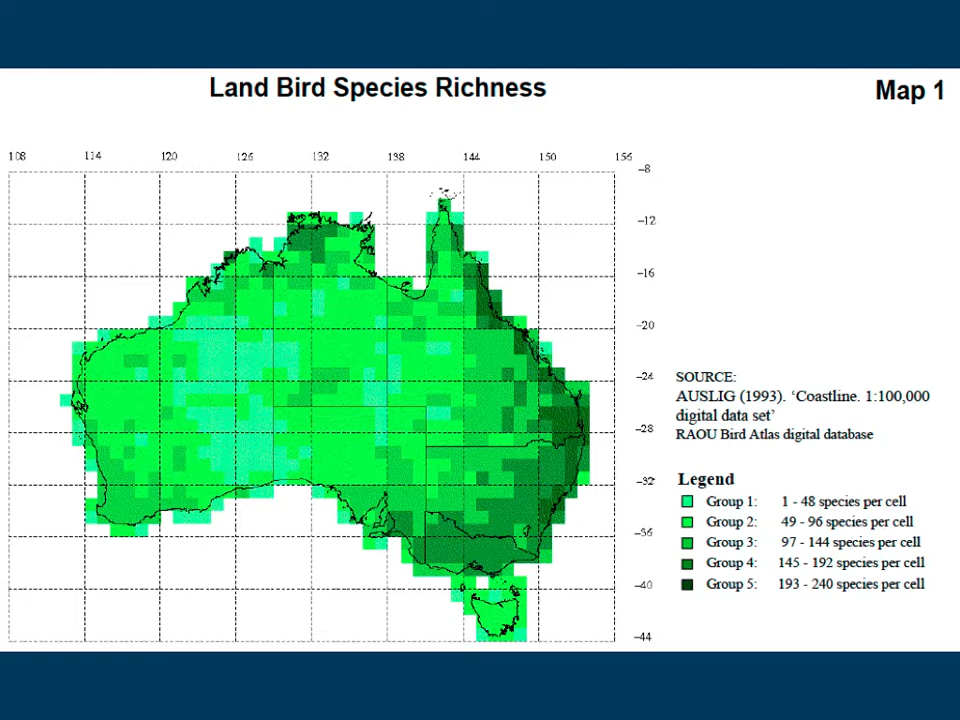 Land Bird Species Richness
Map 1
108 114 120 126 132 138 144 150 156
-8
-12
-16
-20
-24
-28
-32
-36
-40
-44
SOURCE:
AUSLIG (1993). ‘Coastline. 1:100,000
digital data set’
RAOU Bird Atlas digital database
Legend
Group 1: 1 - 48 species per cell
Group 2: 49 - 96 species per cell
Group 3: 97 - 144 species per cell
Group 4: 145 - 192 species per cell
Group 5: 193 - 240 species per cell